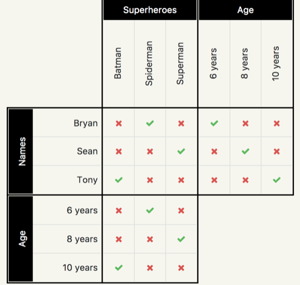 Superheroes Age
Batman Spiderman Superman 6 years 8 years 10 years
Names
Bryan
Sean
Tony
Age
6 years
8 years
10 years